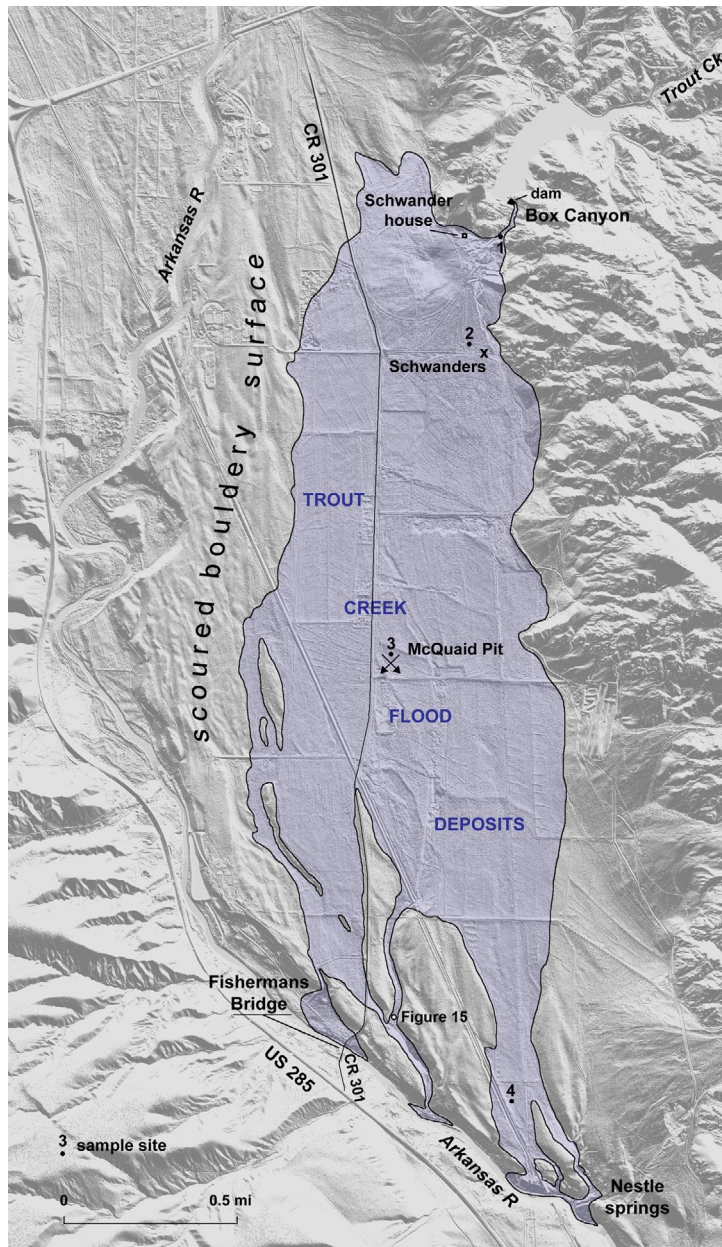 Trout Ck
CR 301
dam
Schwander
house
Box Canyon
1
Arkansas R
2
x
Schwanders
scoured bouldery surface
TROUT
CREEK
3
McQuaid Pit
FLOOD
DEPOSITS
Fishermans
Bridge
Figure 15
CR 301
US 285
4
3
sample site
Arkansas R
Nestle
springs
0
0.5 mi